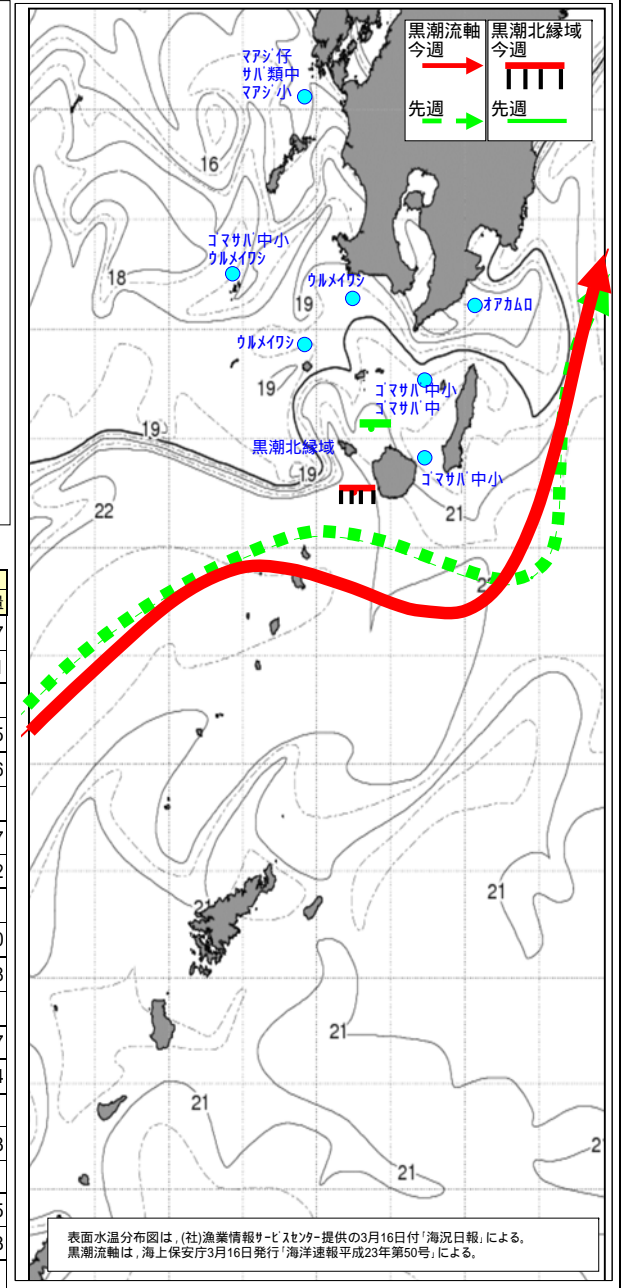 黒潮流軸
今週
先週
黒潮北縁域
今週
先週
マアジ仔
サバ類中
マアジ小
16
ゴマサバ中小
ウルメイワシ
18
ウルメイワシ
19
オアカムロ
ウルメイワシ
19
ゴマサバ中小
ゴマサバ中
黒潮北縁域
19
19
ゴマサバ中小
22
21
21
21
21
21
21
表面水温分布図は,(社)漁業情報サービスセンター提供の3月16日付「海況日報」による。
黒潮流軸は,海上保安庁3月16日発行「海洋速報平成23年第50号」による。